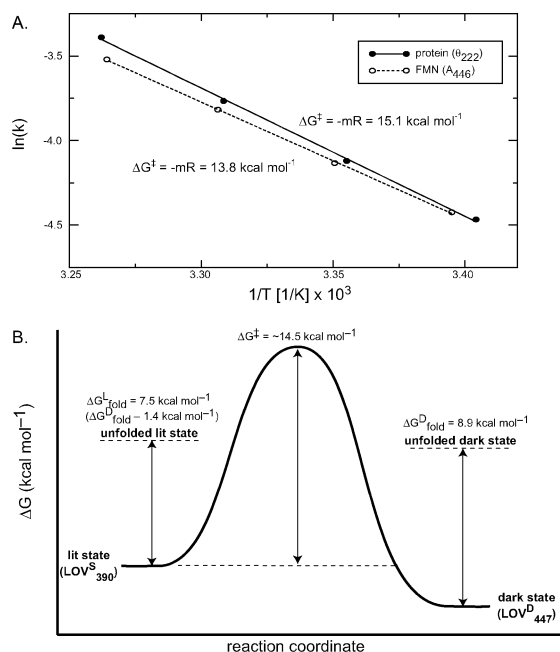 A.
-3.5
-4.0
-4.5
ln(k)
protein (θ222)
FMN (A446)
ΔG‡ = -mR = 15.1 kcal mol-1
ΔG‡ = -mR = 13.8 kcal mol-1
3.25 3.30 3.35 3.40
1/T [1/K] x 10³
B.
ΔG‡ = ~14.5 kcal mol−1
ΔGLfold = 7.5 kcal mol−1
(ΔGDfold − 1.4 kcal mol−1)
unfolded lit state
ΔGDfold = 8.9 kcal mol−1
unfolded dark state
ΔG (kcal mol−1)
lit state
(LOVS390)
dark state
(LOVD447)
reaction coordinate